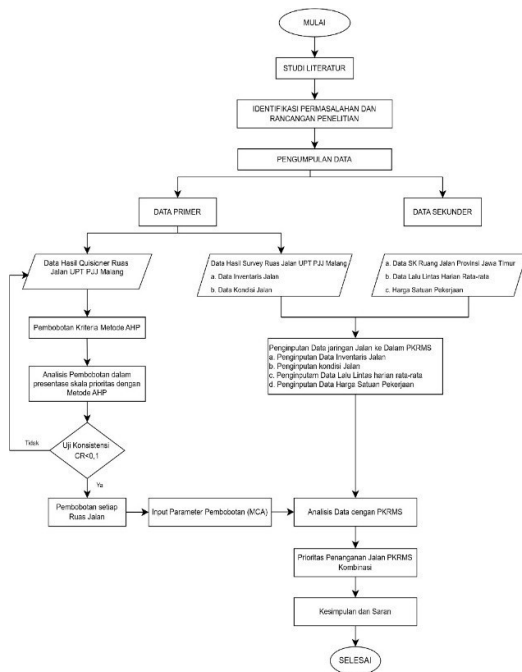 MULAI
STUDI LITERATUR
IDENTIFIKASI PERMASALAHAN DAN
RANCANGAN PENELITIAN
PENGUMPULAN DATA
DATA PRIMER
DATA SEKUNDER
Data Hasil Quisioner Ruas
Jalan UPT PJJ Malang
Data Hasil Survey Ruas Jalan UPT PJJ Malang
a. Data Inventaris Jalan
b. Data Kondisi Jalan
a. Data SK Ruang Jalan Provinsi Jawa Timur
b. Data Lalu Lintas Harian Rata-rata
c. Harga Satuan Pekerjaan
Pembobotan Kriteria Metode AHP
Analisis Pembobotan dalam
presentase skala prioritas dengan
Metode AHP
Penginputan Data jaringan Jalan ke Dalam PKRMS
a. Penginputan Data Inventaris Jalan
b. Penginputan kondisi Jalan
c. Penginputam Data Lalu Lintas harian rata-rata
d. Penginputan Data Harga Satuan Pekerjaan
Tidak
Uji Konsistensi
CR<0,1
Ya
Pembobotan setiap
Ruas Jalan
Input Parameter Pembobotan (MCA)
Analisis Data dengan PKRMS
Prioritas Penanganan Jalan PKRMS
Kombinasi
Kesimpulan dan Saran
SELESAI